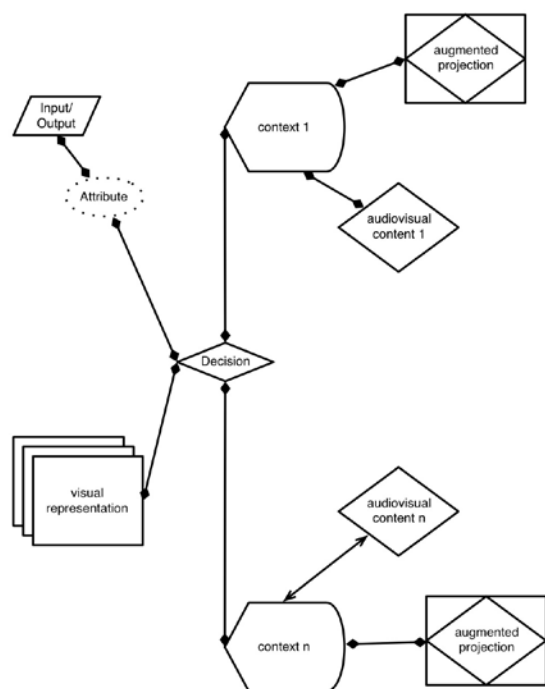 augmented
projection
Input/
Output
context 1
Attribute
audiovisual
content 1
Decision
visual
representation
audiovisual
content n
context n
augmented
projection